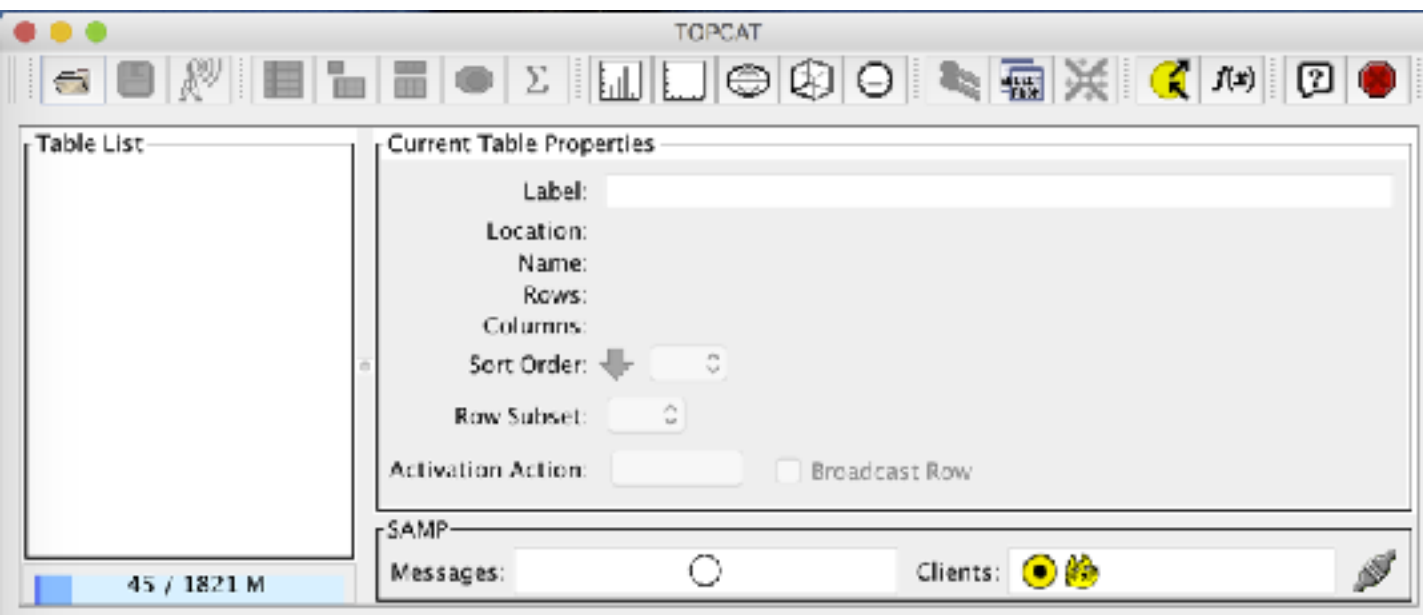 TOPCAT
Σ
f(x)
?
Table List
Current Table Properties
Label:
Location:
Name:
Rows:
Columns:
Sort Order:
Row Subset:
Activation Action:
Broadcast Row
SAMP
Messages:
Clients:
45 / 1821 M